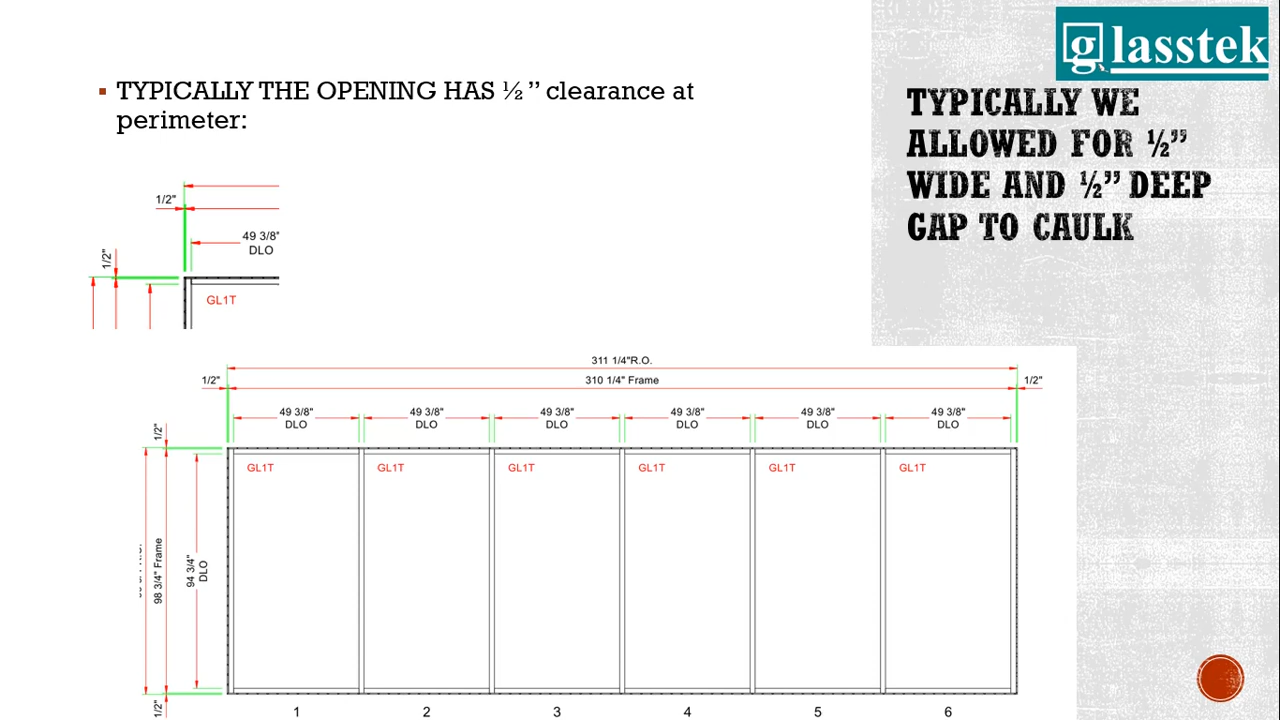 glasstek
TYPICALLY WE
ALLOWED FOR ½”
WIDE AND ½” DEEP
GAP TO CAULK
▪ TYPICALLY THE OPENING HAS ½ ” clearance at
perimeter:
1/2"
49 3/8"
DLO
1/2"
GL1T
311 1/4"R.O.
1/2" 310 1/4" Frame 1/2"
49 3/8" 49 3/8" 49 3/8" 49 3/8" 49 3/8" 49 3/8"
DLO DLO DLO DLO DLO DLO
1/2"
GL1T GL1T GL1T GL1T GL1T GL1T
98 3/4" Frame
94 3/4"
DLO
1/2"
1 2 3 4 5 6